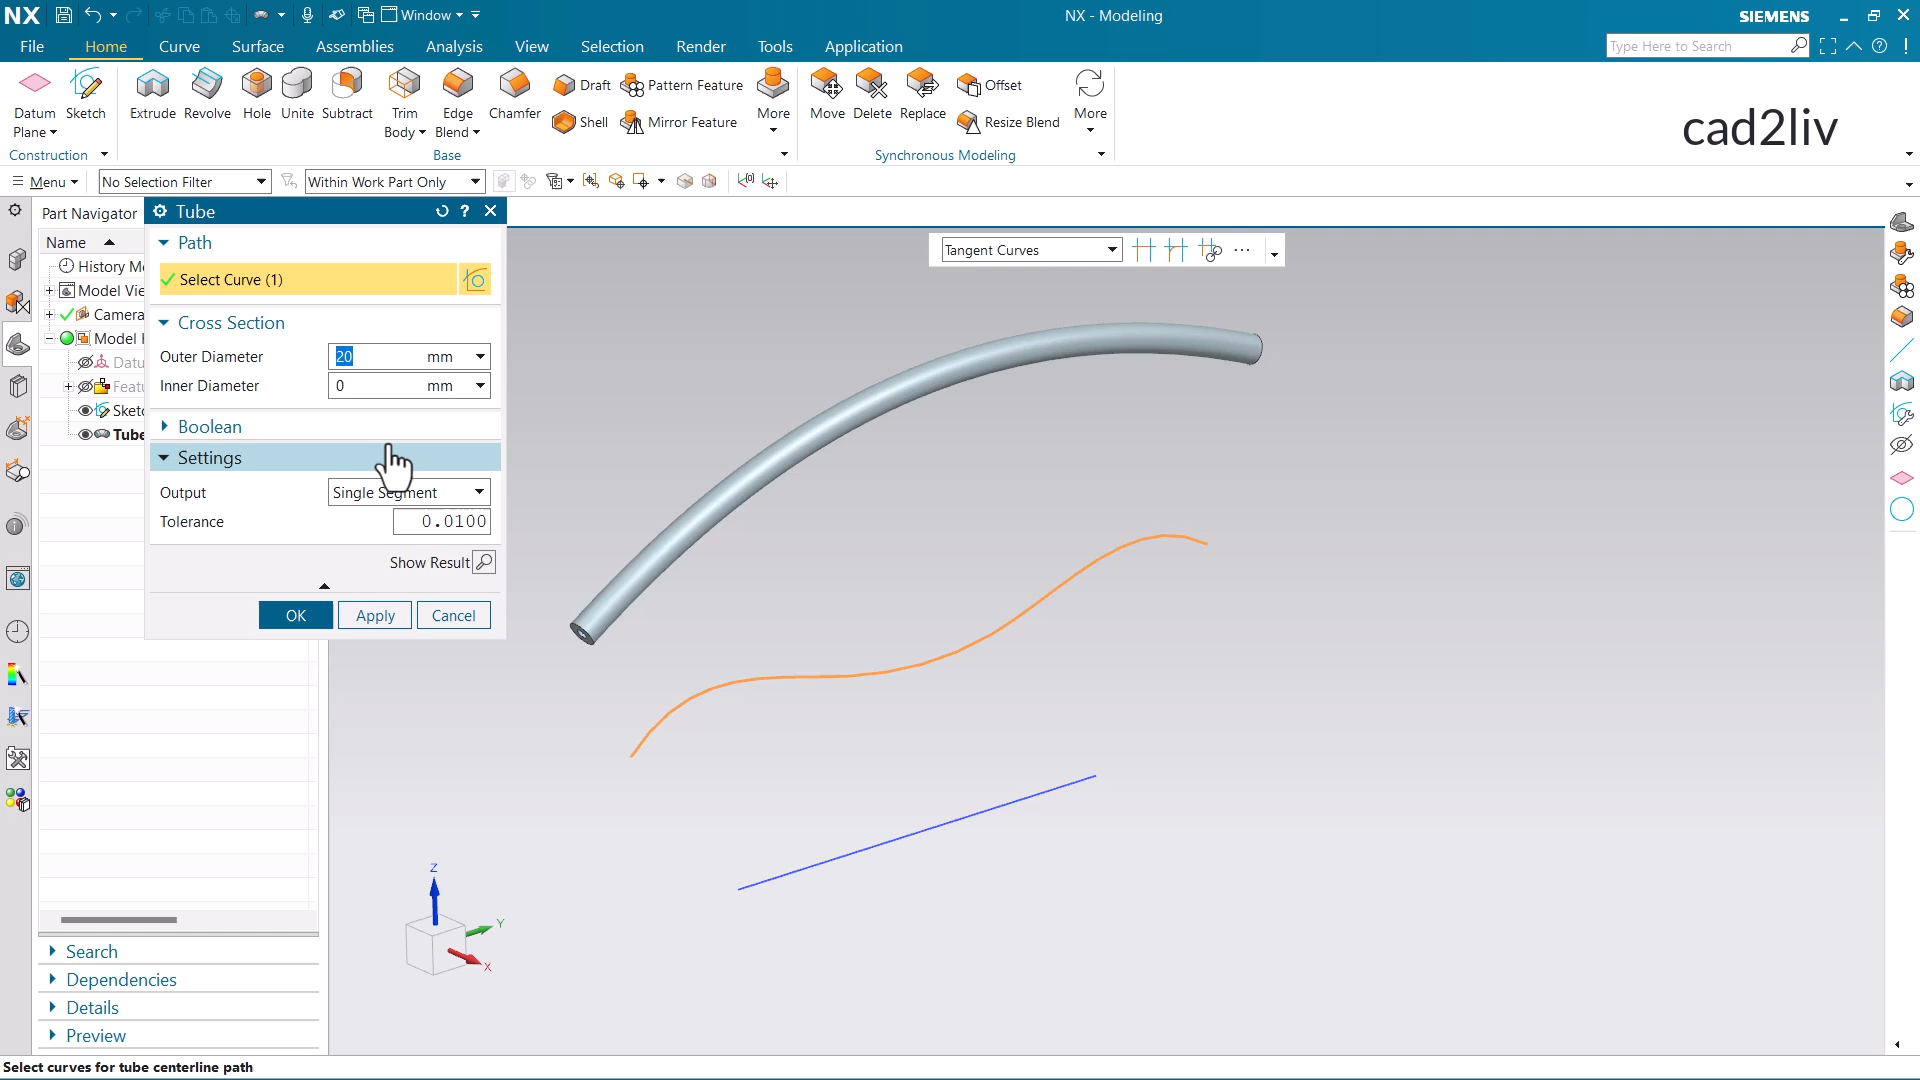 NX
Window
NX - Modeling
SIEMENS
File
Home
Curve
Surface
Assemblies
Analysis
View
Selection
Render
Tools
Application
Type Here to Search
Datum
Plane
Sketch
Extrude
Revolve
Hole
Unite
Subtract
Trim
Body
Edge
Blend
Chamfer
Draft
Shell
Pattern Feature
Mirror Feature
More
Move
Delete
Replace
Offset
Resize Blend
More
cad2liv
Construction
Base
Synchronous Modeling
Menu
No Selection Filter
Within Work Part Only
Part Navigator
Name
History M
Model Vie
Camera
Model
Datu
Featu
Sket
Tube
Tube
Path
Select Curve (1)
Cross Section
Outer Diameter
20 mm
Inner Diameter
0 mm
Boolean
Settings
Output
Single Segment
Tolerance
0.0100
Show Result
OK
Apply
Cancel
Tangent Curves
Z
Y
X
Search
Dependencies
Details
Preview
Select curves for tube centerline path